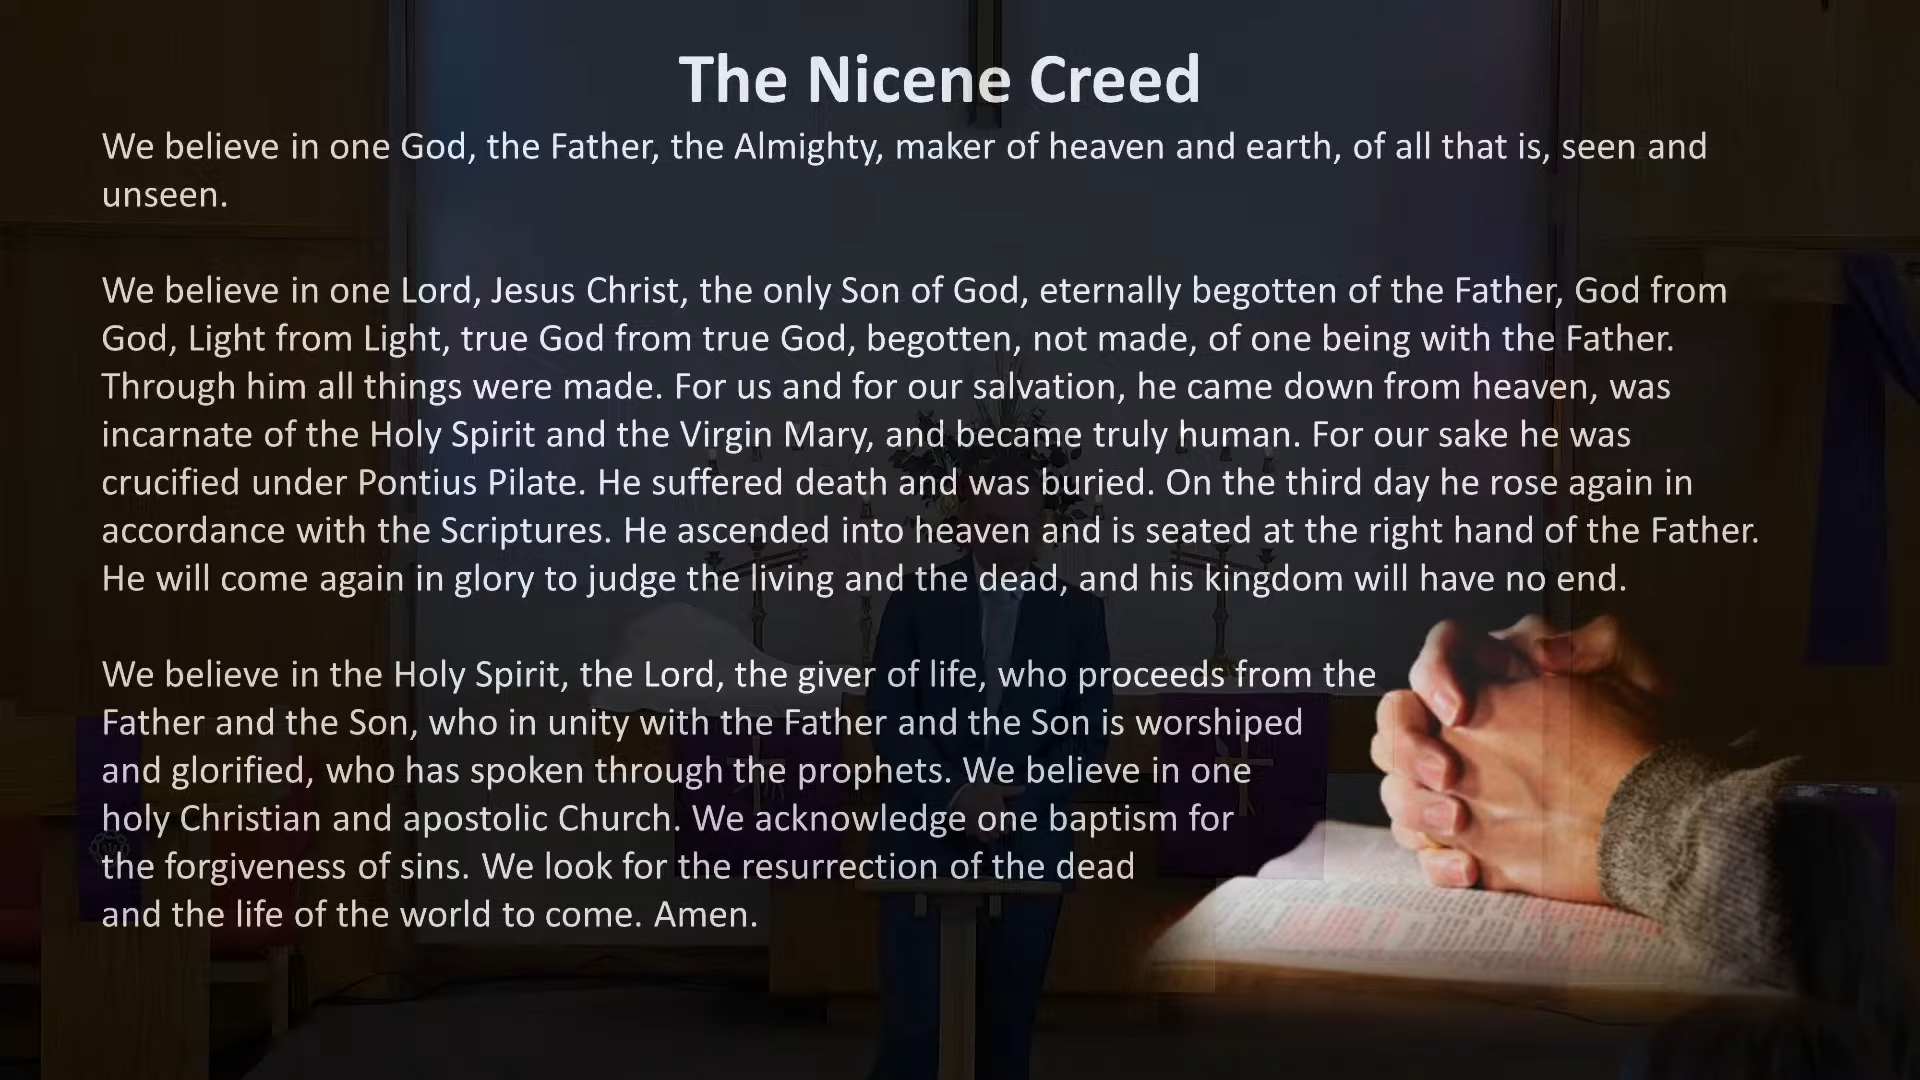 The Nicene Creed
We believe in one God, the Father, the Almighty, maker of heaven and earth, of all that is, seen and
unseen.
We believe in one Lord, Jesus Christ, the only Son of God, eternally begotten of the Father, God from
God, Light from Light, true God from true God, begotten, not made, of one being with the Father.
Through him all things were made. For us and for our salvation, he came down from heaven, was
incarnate of the Holy Spirit and the Virgin Mary, and became truly human. For our sake he was
crucified under Pontius Pilate. He suffered death and was buried. On the third day he rose again in
accordance with the Scriptures. He ascended into heaven and is seated at the right hand of the Father.
He will come again in glory to judge the living and the dead, and his kingdom will have no end.
We believe in the Holy Spirit, the Lord, the giver of life, who proceeds from the
Father and the Son, who in unity with the Father and the Son is worshiped
and glorified, who has spoken through the prophets. We believe in one
holy Christian and apostolic Church. We acknowledge one baptism for
the forgiveness of sins. We look for the resurrection of the dead
and the life of the world to come. Amen.